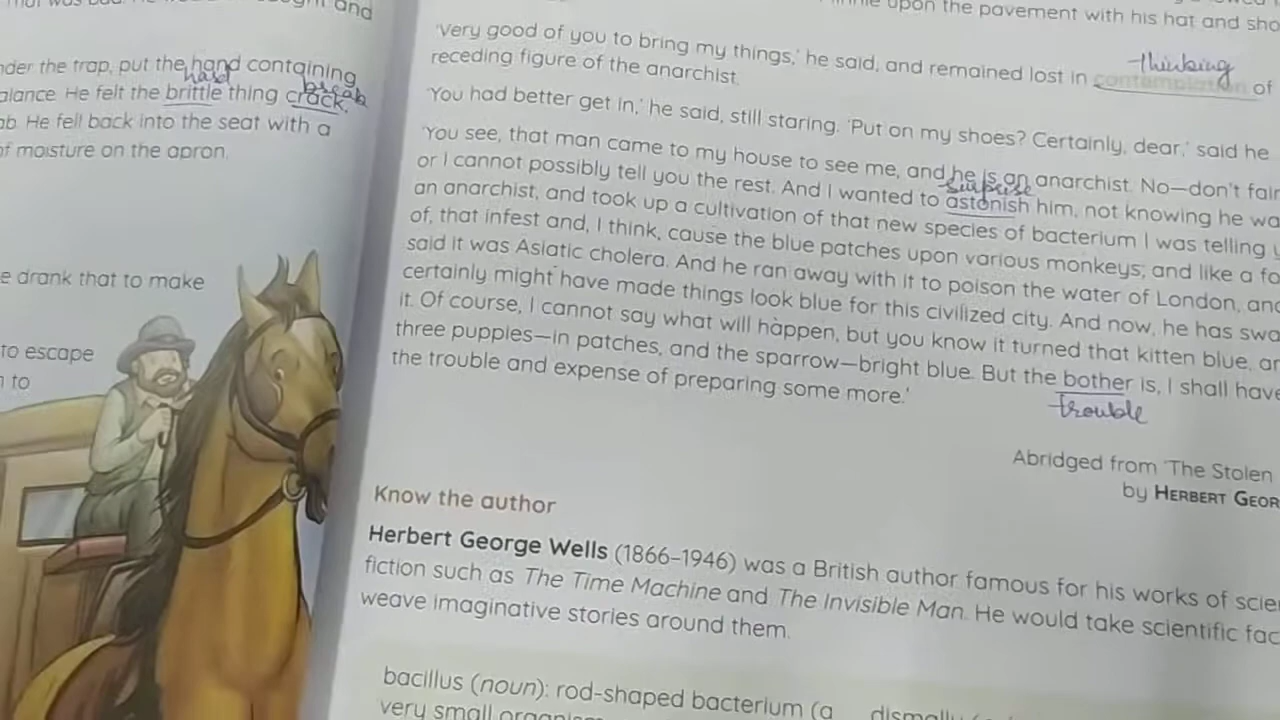 and
nder the trap, put the hand containing
hard
break
alance. He felt the brittle thing crack.
ab. He fell back into the seat with a
of moisture on the apron.
e drank that to make
to escape
n to
upon the pavement with his hat and sho
'Very good of you to bring my things,' he said, and remained lost in contemplation of
thinking
receding figure of the anarchist.
'You had better get in,' he said, still staring. 'Put on my shoes? Certainly, dear,' said he
'You see, that man came to my house to see me, and he is an anarchist. No—don't fain
surprise
or I cannot possibly tell you the rest. And I wanted to astonish him, not knowing he wa
an anarchist, and took up a cultivation of that new species of bacterium I was telling y
of, that infest and, I think, cause the blue patches upon various monkeys; and like a fo
said it was Asiatic cholera. And he ran away with it to poison the water of London, and
certainly might have made things look blue for this civilized city. And now, he has swa
it. Of course, I cannot say what will happen, but you know it turned that kitten blue, an
three puppies—in patches, and the sparrow—bright blue. But the bother is, I shall have
trouble
the trouble and expense of preparing some more.'
Abridged from 'The Stolen
by HERBERT GEOR
Know the author
Herbert George Wells (1866–1946) was a British author famous for his works of scie
fiction such as The Time Machine and The Invisible Man. He would take scientific fac
weave imaginative stories around them.
bacillus (noun): rod-shaped bacterium (a
very small organism